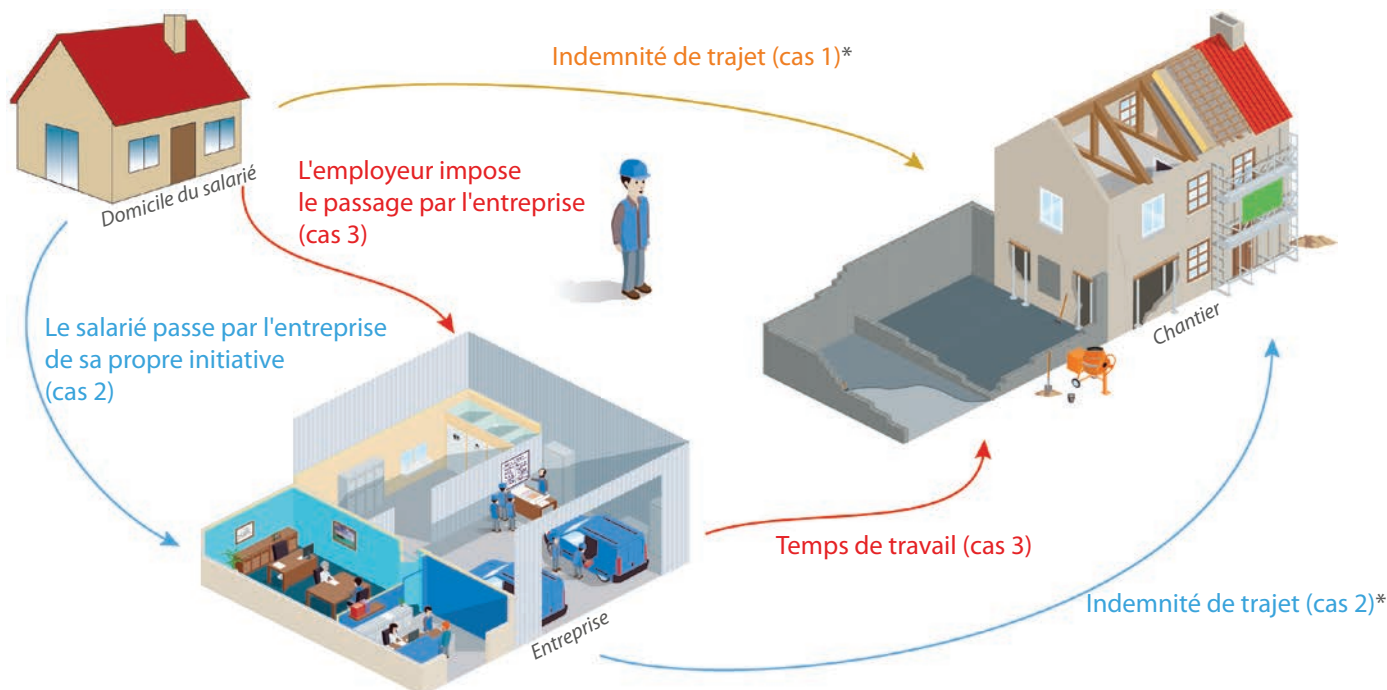 Indemnité de trajet (cas 1)*
L'employeur impose
le passage par l'entreprise
(cas 3)
Domicile du salarié
Le salarié passe par l'entreprise
de sa propre initiative
(cas 2)
Chantier
Temps de travail (cas 3)
Indemnité de trajet (cas 2)*
Entreprise